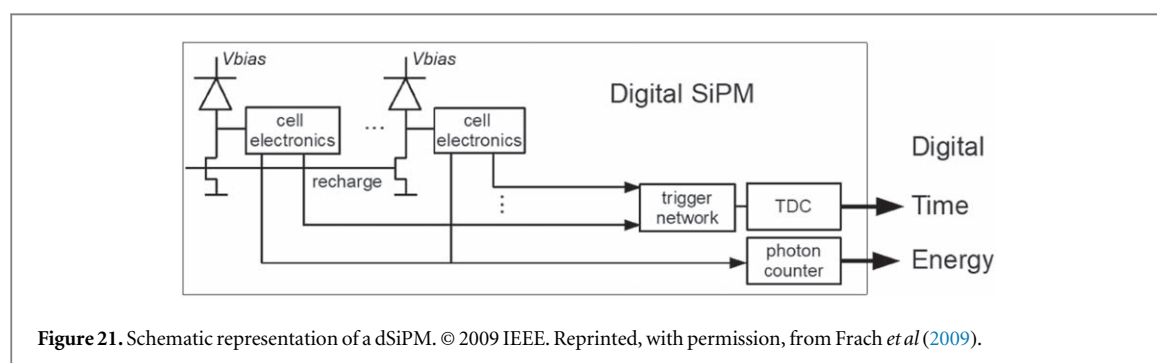 Vbias
Vbias
Digital SiPM
cell
electronics
...
cell
electronics
Digital
recharge
trigger
network
TDC
Time
photon
counter
Energy
Figure 21. Schematic representation of a dSiPM. © 2009 IEEE. Reprinted, with permission, from Frach et al (2009).